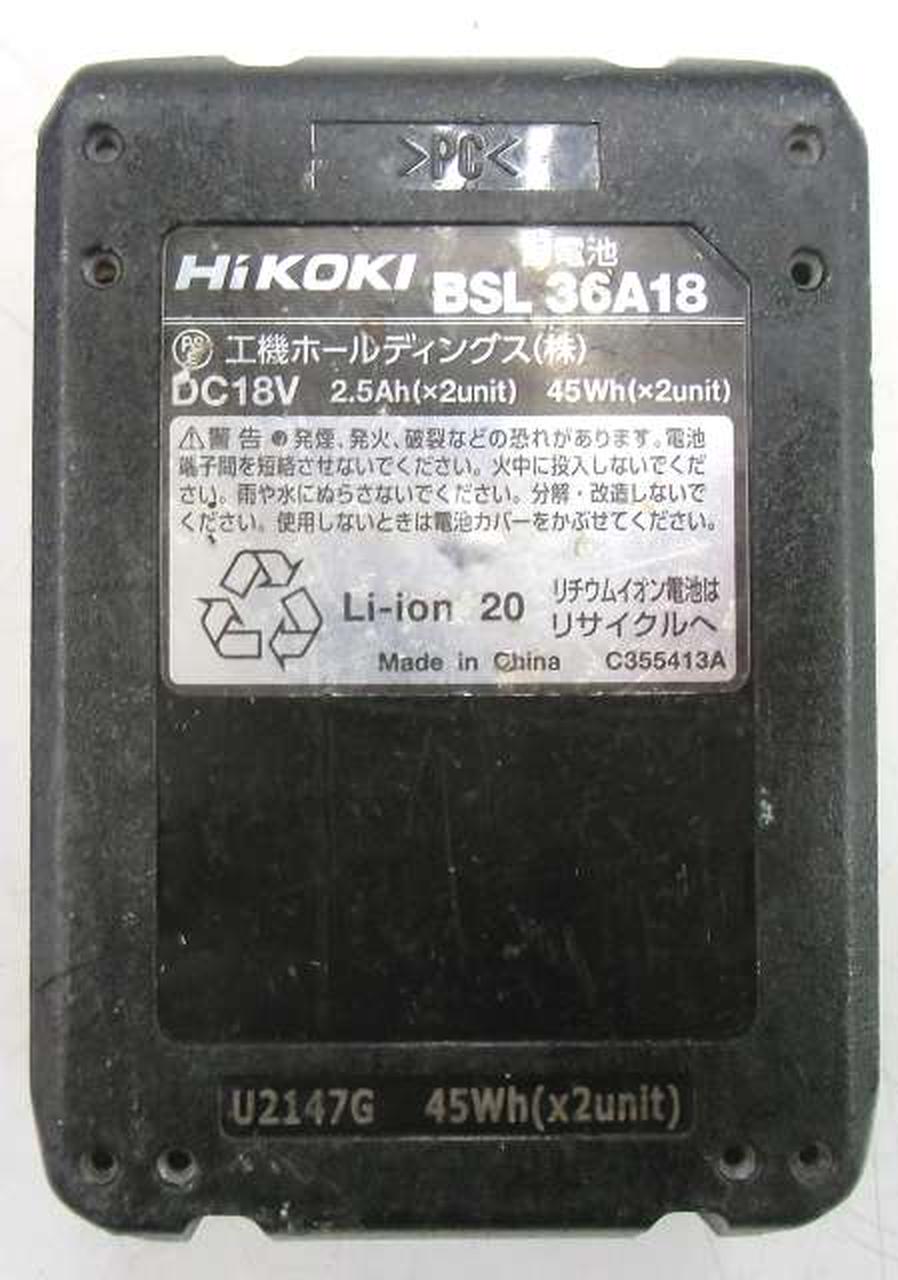 >PC<
電池
HiKOKI BSL 36A18
PSE 工機ホールディングス(株)
DC18V 2.5Ah(×2unit) 45Wh(×2unit)
⚠警告 ●発煙、発火、破裂などの恐れがあります。電池
端子間を短絡させないでください。火中に投入しないでくだ
さい。雨や水にぬらさないでください。分解・改造しないで
ください。使用しないときは電池カバーをかぶせてください。
Li-ion 20 リチウムイオン電池は
リサイクルへ
Made in China C355413A
U2147G 45Wh(x2unit)